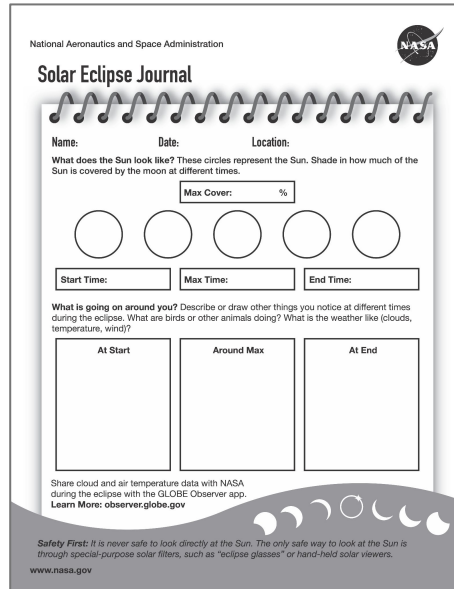 National Aeronautics and Space Administration
NASA
Solar Eclipse Journal
Name: Date: Location:
What does the Sun look like? These circles represent the Sun. Shade in how much of the
Sun is covered by the moon at different times.
Max Cover: %
Start Time: Max Time: End Time:
What is going on around you? Describe or draw other things you notice at different times
during the eclipse. What are birds or other animals doing? What is the weather like (clouds,
temperature, wind)?
At Start Around Max At End
Share cloud and air temperature data with NASA
during the eclipse with the GLOBE Observer app.
Learn More: observer.globe.gov
Safety First: It is never safe to look directly at the Sun. The only safe way to look at the Sun is
through special-purpose solar filters, such as “eclipse glasses” or hand-held solar viewers.
www.nasa.gov